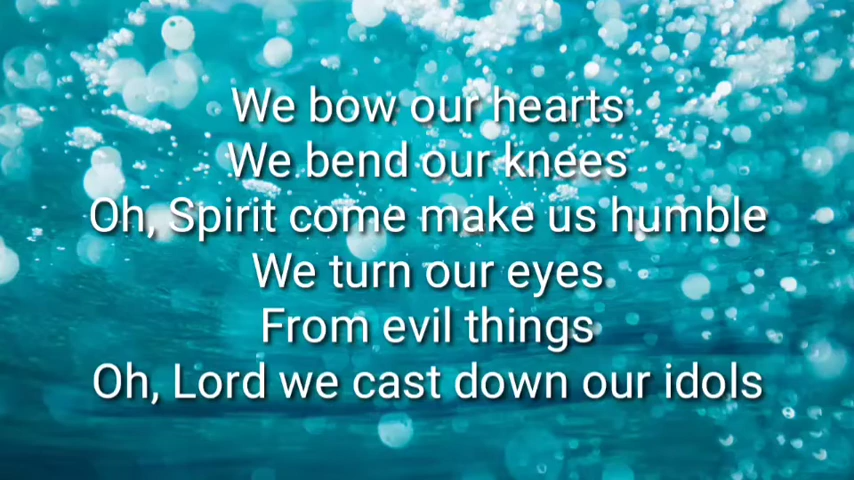 We bow our hearts
We bend our knees
Oh, Spirit come make us humble
We turn our eyes
From evil things
Oh, Lord we cast down our idols